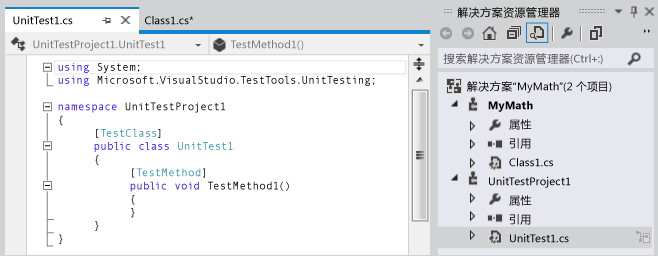 UnitTest1.cs
Class1.cs*
UnitTestProject1.UnitTest1
TestMethod1()
using System;
using Microsoft.VisualStudio.TestTools.UnitTesting;
namespace UnitTestProject1
{
[TestClass]
public class UnitTest1
{
[TestMethod]
public void TestMethod1()
{
}
}
}
解决方案资源管理器
搜索解决方案资源管理器(Ctrl+;)
解决方案"MyMath"(2 个项目)
MyMath
属性
引用
Class1.cs
UnitTestProject1
属性
引用
UnitTest1.cs